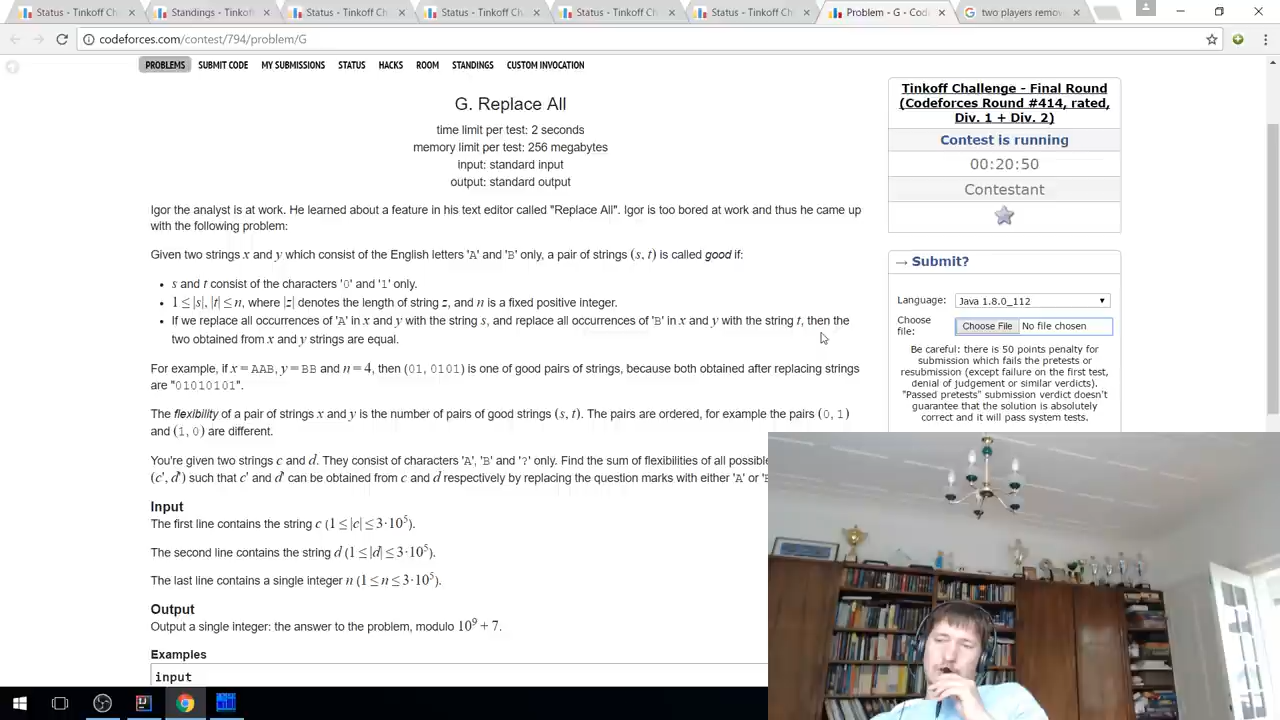 Status - Tinkoff C
Standings - Tinkoff
Status - Tinkoff Ch
Status - Tinkoff Ch
Status - Tinkoff Ch
Status - Tinkoff Ch
Problem - G - Code
two players remov
codeforces.com/contest/794/problem/G
PROBLEMS SUBMIT CODE MY SUBMISSIONS STATUS HACKS ROOM STANDINGS CUSTOM INVOCATION
G. Replace All
time limit per test: 2 seconds
memory limit per test: 256 megabytes
input: standard input
output: standard output
Igor the analyst is at work. He learned about a feature in his text editor called "Replace All". Igor is too bored at work and thus he came up
with the following problem:
Given two strings x and y which consist of the English letters 'A' and 'B' only, a pair of strings (s, t) is called good if:
• s and t consist of the characters '0' and '1' only.
• 1 ≤ |s|, |t| ≤ n, where |z| denotes the length of string z, and n is a fixed positive integer.
• If we replace all occurrences of 'A' in x and y with the string s, and replace all occurrences of 'B' in x and y with the string t, then the
two obtained from x and y strings are equal.
For example, if x = AAB, y = BB and n = 4, then (01, 0101) is one of good pairs of strings, because both obtained after replacing strings
are "01010101".
The flexibility of a pair of strings x and y is the number of pairs of good strings (s, t). The pairs are ordered, for example the pairs (0, 1)
and (1, 0) are different.
You're given two strings c and d. They consist of characters 'A', 'B' and '?' only. Find the sum of flexibilities of all possible
(c', d') such that c' and d' can be obtained from c and d respectively by replacing the question marks with either 'A' or 'B
Input
The first line contains the string c (1 ≤ |c| ≤ 3·10⁵).
The second line contains the string d (1 ≤ |d| ≤ 3·10⁵).
The last line contains a single integer n (1 ≤ n ≤ 3·10⁵).
Output
Output a single integer: the answer to the problem, modulo 10⁹ + 7.
Examples
input
Tinkoff Challenge - Final Round
(Codeforces Round #414, rated,
Div. 1 + Div. 2)
Contest is running
00:20:50
Contestant
→ Submit?
Language: Java 1.8.0_112
Choose
file: Choose File No file chosen
Be careful: there is 50 points penalty for
submission which fails the pretests or
resubmission (except failure on the first test,
denial of judgement or similar verdicts).
"Passed pretests" submission verdict doesn't
guarantee that the solution is absolutely
correct and it will pass system tests.